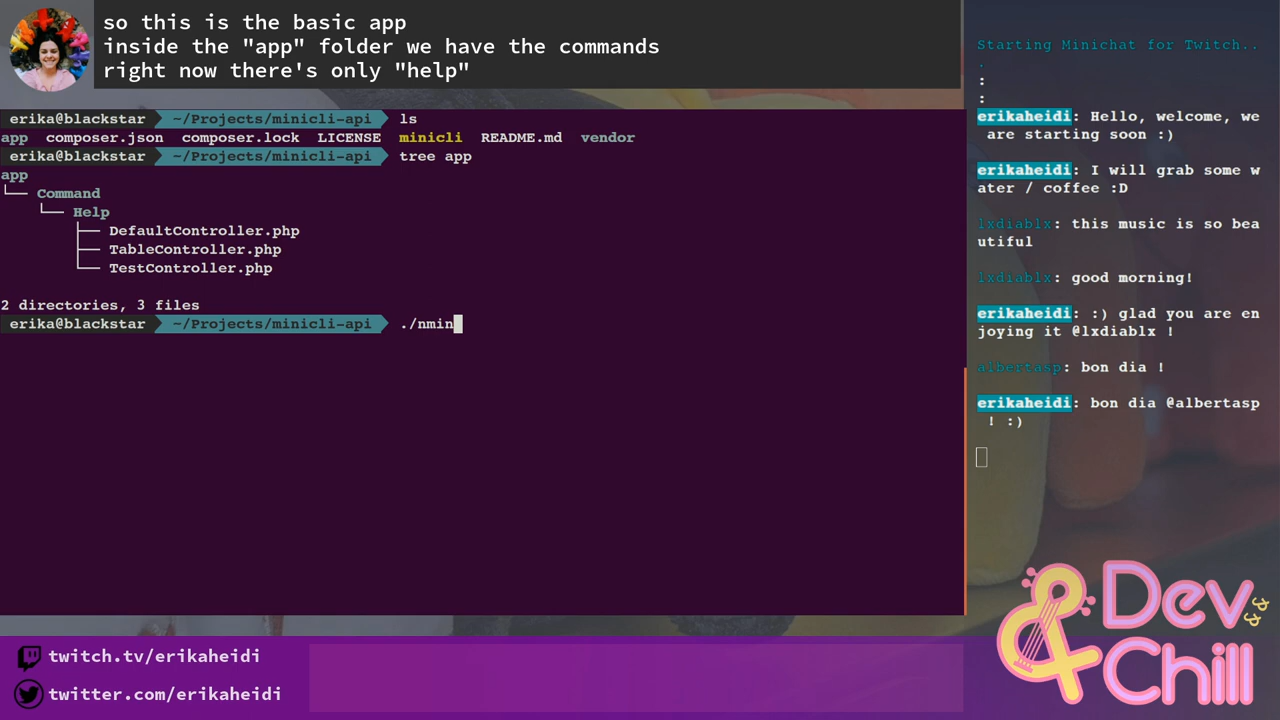 so this is the basic app
inside the "app" folder we have the commands
right now there's only "help"
erika@blackstar ~/Projects/minicli-api ls
app composer.json composer.lock LICENSE minicli README.md vendor
erika@blackstar ~/Projects/minicli-api tree app
app
└── Command
└── Help
├── DefaultController.php
├── TableController.php
└── TestController.php
2 directories, 3 files
erika@blackstar ~/Projects/minicli-api ./nmin
Starting Minichat for Twitch..
.
:
:
erikaheidi: Hello, welcome, we
are starting soon :)
erikaheidi: I will grab some w
ater / coffee :D
lxdiablx: this music is so bea
utiful
lxdiablx: good morning!
erikaheidi: :) glad you are en
joying it @lxdiablx !
albertasp: bon dia !
erikaheidi: bon dia @albertasp
! :)
& Dev &&
Chill
twitch.tv/erikaheidi
twitter.com/erikaheidi